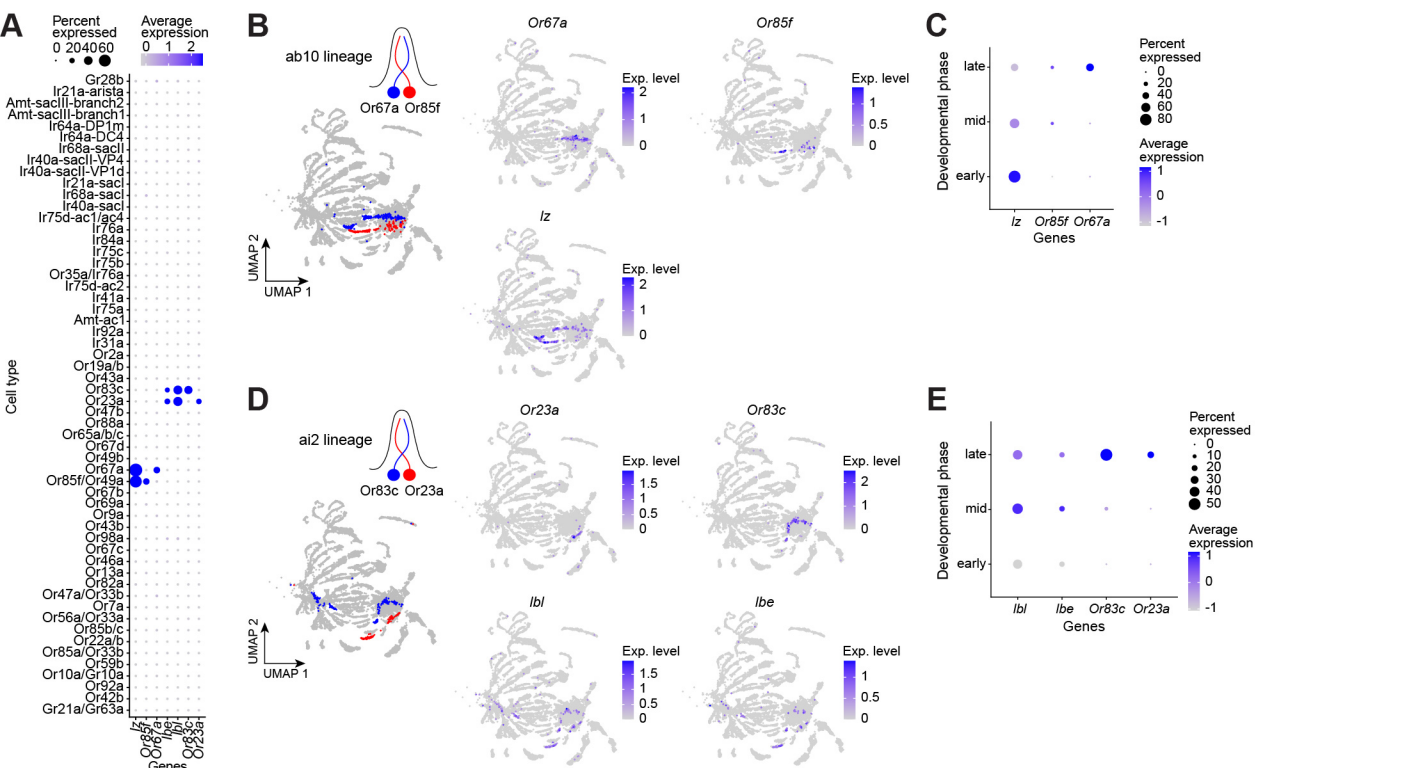 A
Percent
expressed
0 20 40 60
Average
expression
0 1 2
Gr28b
Ir21a-arista
Amt-sacIII-branch2
Amt-sacIII-branch1
Ir64a-DP1m
Ir64a-DC4
Ir68a-sacII
Ir40a-sacII-VP4
Ir40a-sacII-VP1d
Ir21a-sacI
Ir68a-sacI
Ir40a-sacI
Ir75d-ac1/ac4
Ir76a
Ir84a
Ir75c
Ir75b
Or35a/Ir76a
Ir75d-ac2
Ir41a
Ir75a
Amt-ac1
Ir92a
Ir31a
Or2a
Or19a/b
Or43a
Or83c
Or23a
Or47b
Or88a
Or65a/b/c
Or67d
Or49b
Or67a
Or85f/Or49a
Or67b
Or69a
Or9a
Or43b
Or98a
Or67c
Or46a
Or13a
Or82a
Or47a/Or33b
Or7a
Or56a/Or33a
Or85b/c
Or22a/b
Or85a/Or33b
Or59b
Or10a/Gr10a
Or92a
Or42b
Gr21a/Gr63a
Cell type
lz
Or85f
Or67a
lbe
lbl
Or83c
Or23a
Genes
B
ab10 lineage
Or67a Or85f
UMAP 2
UMAP 1
Or67a
Exp. level
2
1
0
Or85f
Exp. level
1
0.5
0
lz
Exp. level
2
1
0
C
Developmental phase
late
mid
early
lz Or85f Or67a
Genes
Percent
expressed
0
20
40
60
80
Average
expression
1
0
-1
D
ai2 lineage
Or83c Or23a
UMAP 2
UMAP 1
Or23a
Exp. level
1.5
1
0.5
0
Or83c
Exp. level
2
1
0
lbl
Exp. level
1.5
1
0.5
0
lbe
Exp. level
1
0.5
0
E
Developmental phase
late
mid
early
lbl lbe Or83c Or23a
Genes
Percent
expressed
0
10
20
30
40
50
Average
expression
1
0
-1